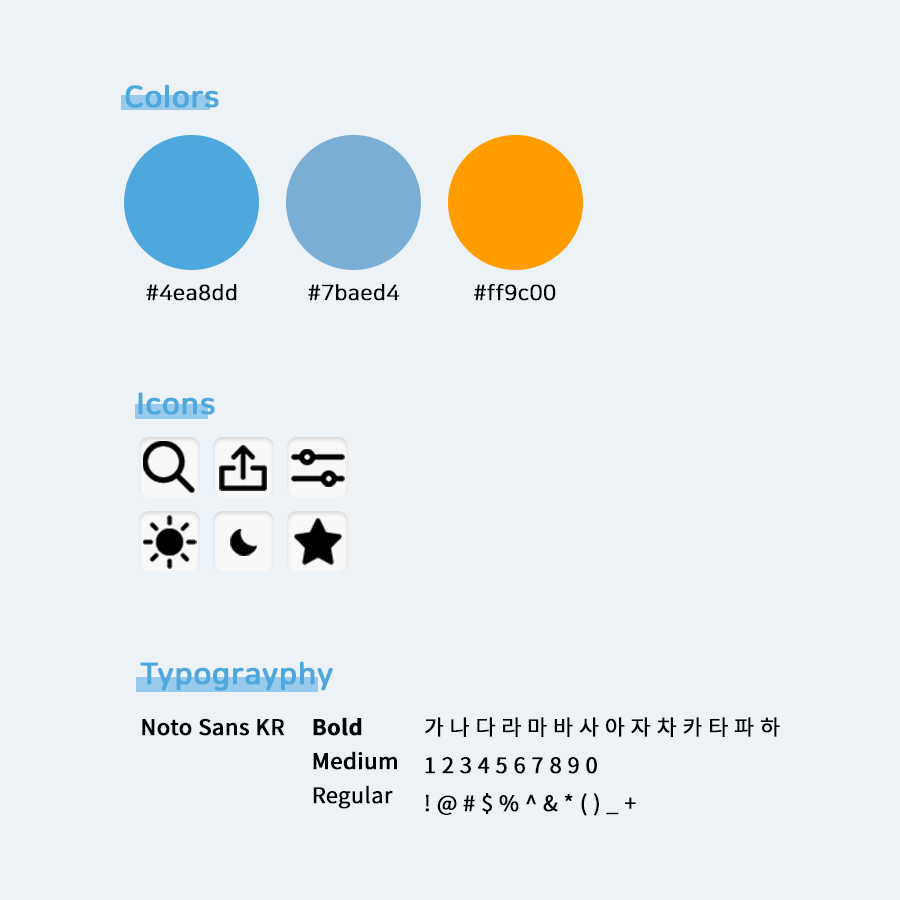 Colors
#4ea8dd #7baed4 #ff9c00
Icons
Typograyphy
Noto Sans KR Bold 가 나 다 라 마 바 사 아 자 차 카 타 파 하
Medium 1 2 3 4 5 6 7 8 9 0
Regular ! @ # $ % ^ & * ( ) _ +